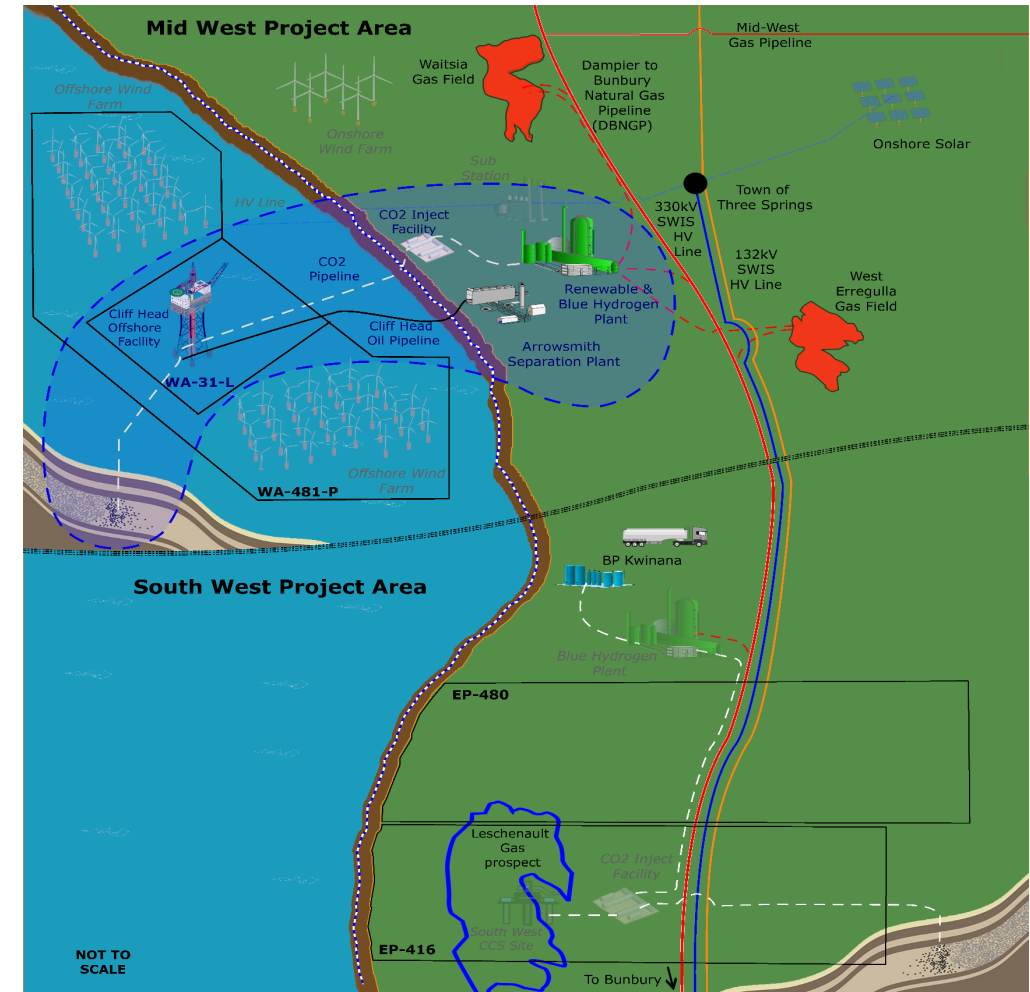 Mid West Project Area
Mid-West
Gas Pipeline
Waitsia
Gas Field
Dampier to
Bunbury
Natural Gas
Pipeline
(DBNGP)
Offshore Wind
Farm
Onshore
Wind Farm
Onshore Solar
Sub
Station
HV Line
CO2 Inject
Facility
330kV
SWIS
HV
Line
Town of
Three Springs
132kV
SWIS
HV Line
CO2
Pipeline
Renewable &
Blue Hydrogen
Plant
West
Erregulla
Gas Field
Cliff Head
Offshore
Facility
Cliff Head
Oil Pipeline
Arrowsmith
Separation Plant
WA-31-L
Offshore Wind
Farm
WA-481-P
South West Project Area
BP Kwinana
Blue Hydrogen
Plant
EP-480
Leschenault
Gas
prospect
CO2 Inject
Facility
South West
CCS Site
EP-416
NOT TO
SCALE
To Bunbury